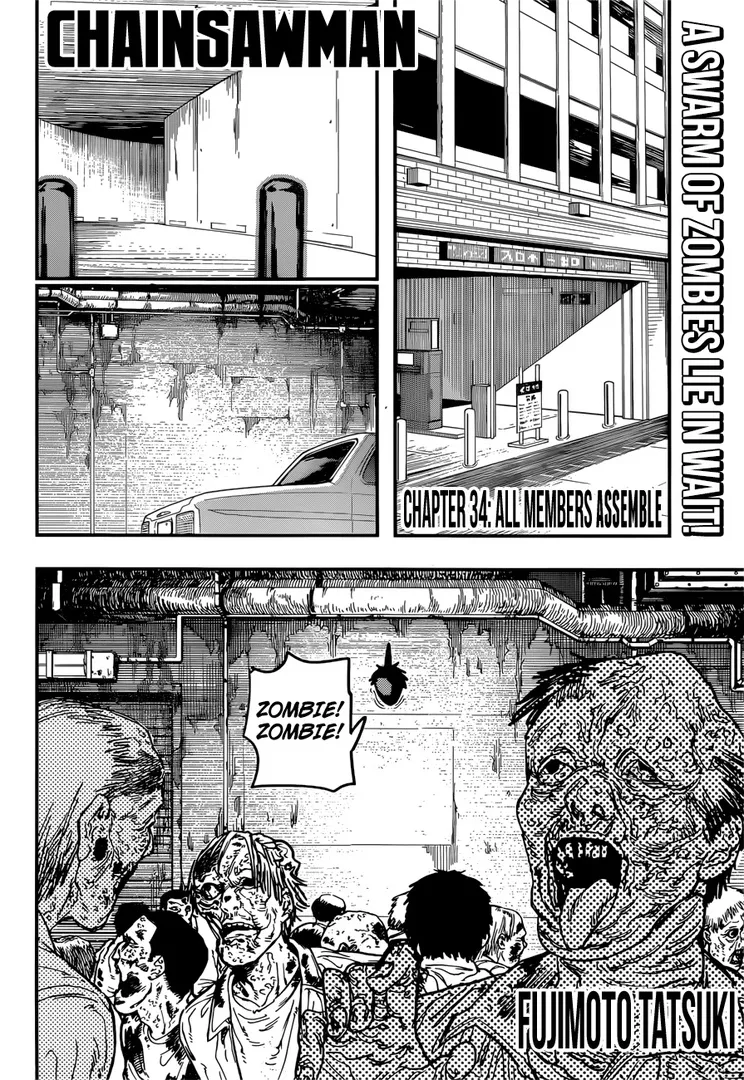 CHAINSAWMAN
A SWARM OF ZOMBIES LIE IN WAIT!
CHAPTER 34: ALL MEMBERS ASSEMBLE
ZOMBIE!
ZOMBIE!
FUJIMOTO TATSUKI